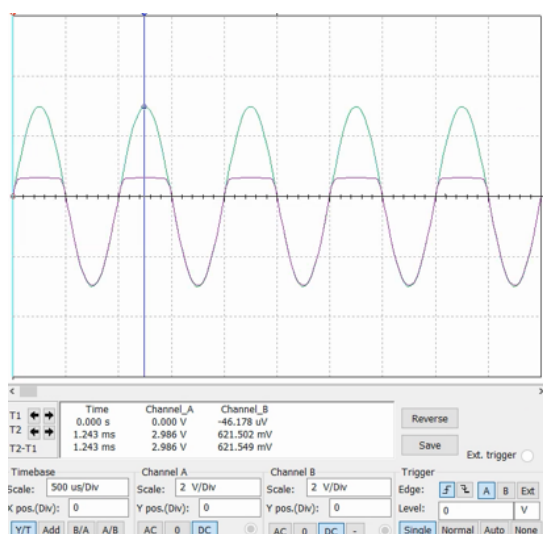 Time Channel_A Channel_B
T1 0.000 s 0.000 V -46.178 uV
T2 1.243 ms 2.986 V 621.502 mV
T2-T1 1.243 ms 2.986 V 621.549 mV
Reverse
Save
Ext. trigger
Timebase Channel A Channel B Trigger
Scale: 500 us/Div Scale: 2 V/Div Scale: 2 V/Div Edge: A B Ext
X pos.(Div): 0 Y pos.(Div): 0 Y pos.(Div): 0 Level: 0 V
Y/T Add B/A A/B AC 0 DC AC 0 DC - Single Normal Auto None